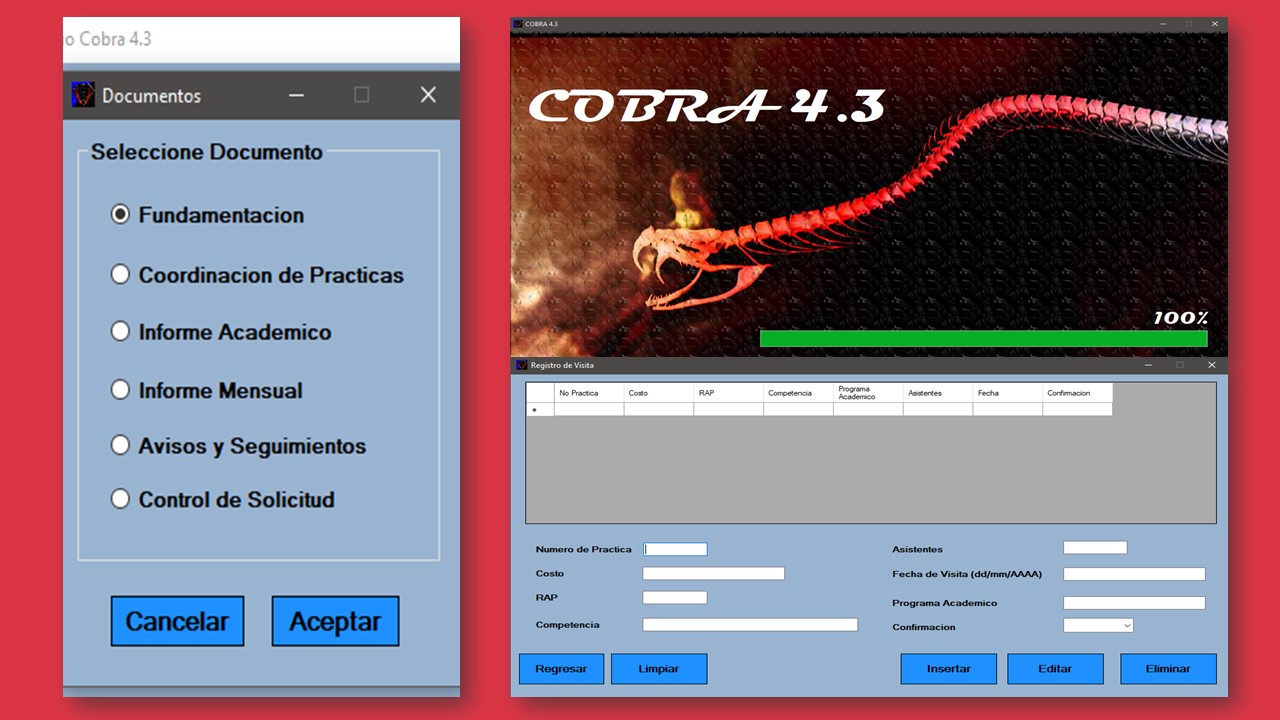 o Cobra 4.3
Documentos
Seleccione Documento
Fundamentacion
Coordinacion de Practicas
Informe Academico
Informe Mensual
Avisos y Seguimientos
Control de Solicitud
Cancelar Aceptar
COBRA 4.3
COBRA 4.3
100%
Registro de Visita
No Practica Costo RAP Competencia Programa Academico Asistentes Fecha Confirmacion
Numero de Practica Asistentes
Costo Fecha de Visita (dd/mm/AAAA)
RAP Programa Academico
Competencia Confirmacion
Regresar Limpiar Insertar Editar Eliminar